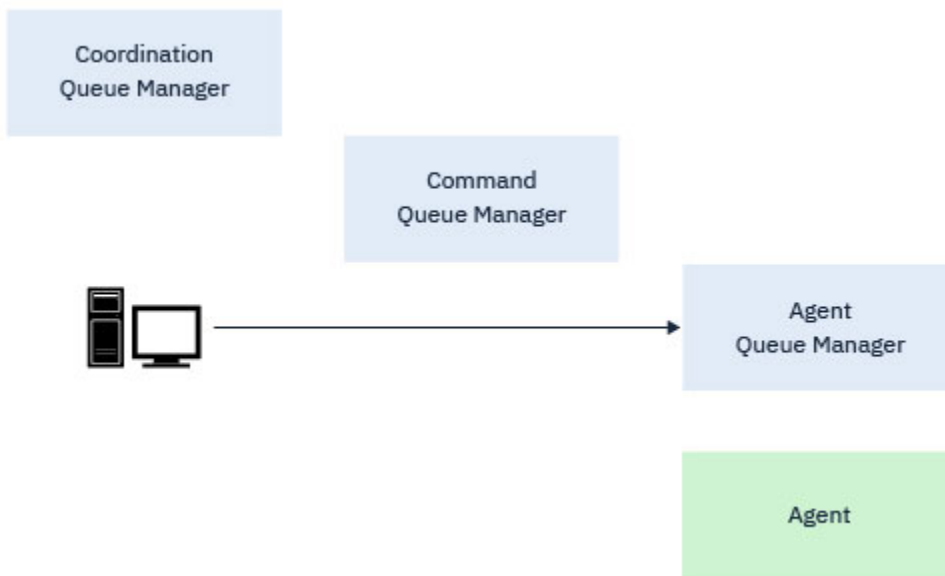 Coordination
Queue Manager
Command
Queue Manager
Agent
Queue Manager
Agent